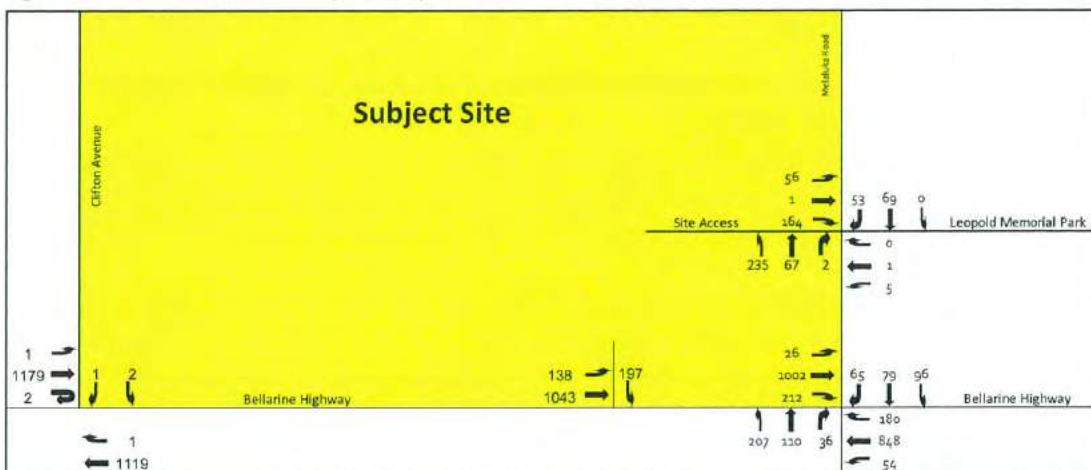 Subject Site
Clifton Avenue
Melaluka Road
56
1
164
53 69 0
Site Access
Leopold Memorial Park
235 67 2
0
1
5
1
1179
2
1 2
138
1043
197
26
1002
212
65 79 96
Bellarine Highway
Bellarine Highway
180
848
54
207 110 36
1
1119